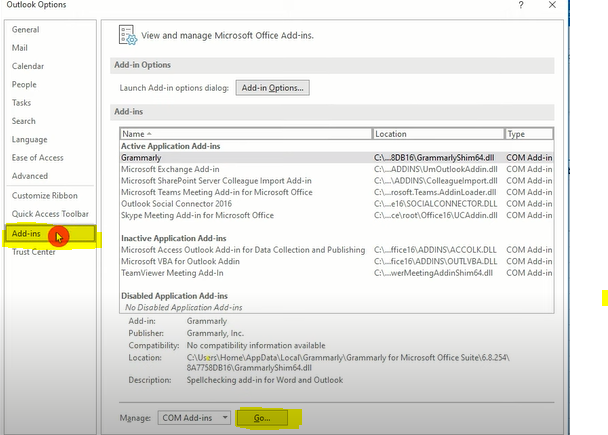 Outlook Options
?
General
Mail
Calendar
People
Tasks
Search
Language
Ease of Access
Advanced
Customize Ribbon
Quick Access Toolbar
Add-ins
Trust Center
View and manage Microsoft Office Add-ins.
Add-in Options
Launch Add-in options dialog: Add-in Options...
Add-ins
Name Location Type
Active Application Add-ins
Grammarly C:\...8DB16\GrammarlyShim64.dll COM Add-in
Microsoft Exchange Add-in C:\...ADDINS\UmOutlookAddin.dll COM Add-in
Microsoft SharePoint Server Colleague Import Add-in C:\...\ADDINS\ColleagueImport.dll COM Add-in
Microsoft Teams Meeting Add-in for Microsoft Office C:\...rosoft.Teams.AddinLoader.dll COM Add-in
Outlook Social Connector 2016 C:\...e16\SOCIALCONNECTOR.DLL COM Add-in
Skype Meeting Add-in for Microsoft Office C:\...ce\root\Office16\UCAddin.dll COM Add-in
Inactive Application Add-ins
Microsoft Access Outlook Add-in for Data Collection and Publishing C:\...ffice16\ADDINS\ACCOLK.DLL COM Add-in
Microsoft VBA for Outlook Addin C:\...fice16\ADDINS\OUTLVBA.DLL COM Add-in
TeamViewer Meeting Add-In C:\...werMeetingAddinShim64.dll COM Add-in
Disabled Application Add-ins
No Disabled Application Add-ins
Add-in: Grammarly
Publisher: Grammarly, Inc.
Compatibility: No compatibility information available
Location: C:\Users\Home\AppData\Local\Grammarly\Grammarly for Microsoft Office Suite\6.8.254\
8A7758DB16\GrammarlyShim64.dll
Description: Spellchecking add-in for Word and Outlook
Manage: COM Add-ins Go...